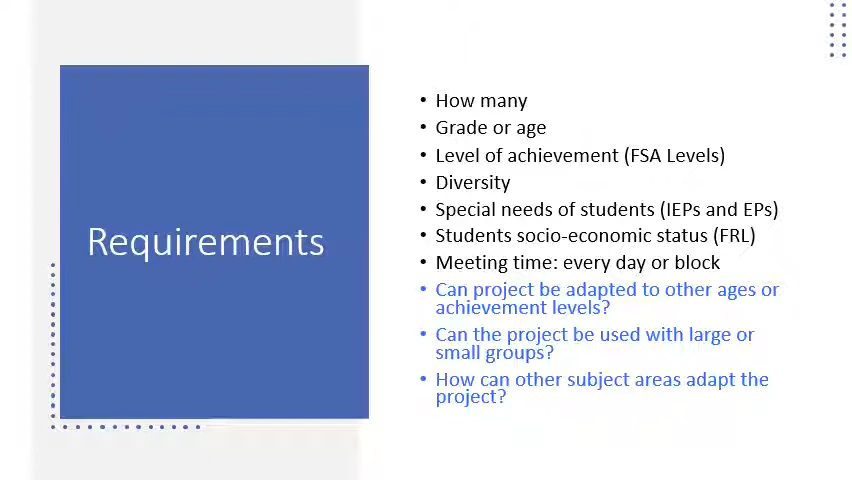 Requirements
• How many
• Grade or age
• Level of achievement (FSA Levels)
• Diversity
• Special needs of students (IEPs and EPs)
• Students socio-economic status (FRL)
• Meeting time: every day or block
• Can project be adapted to other ages or
achievement levels?
• Can the project be used with large or
small groups?
• How can other subject areas adapt the
project?